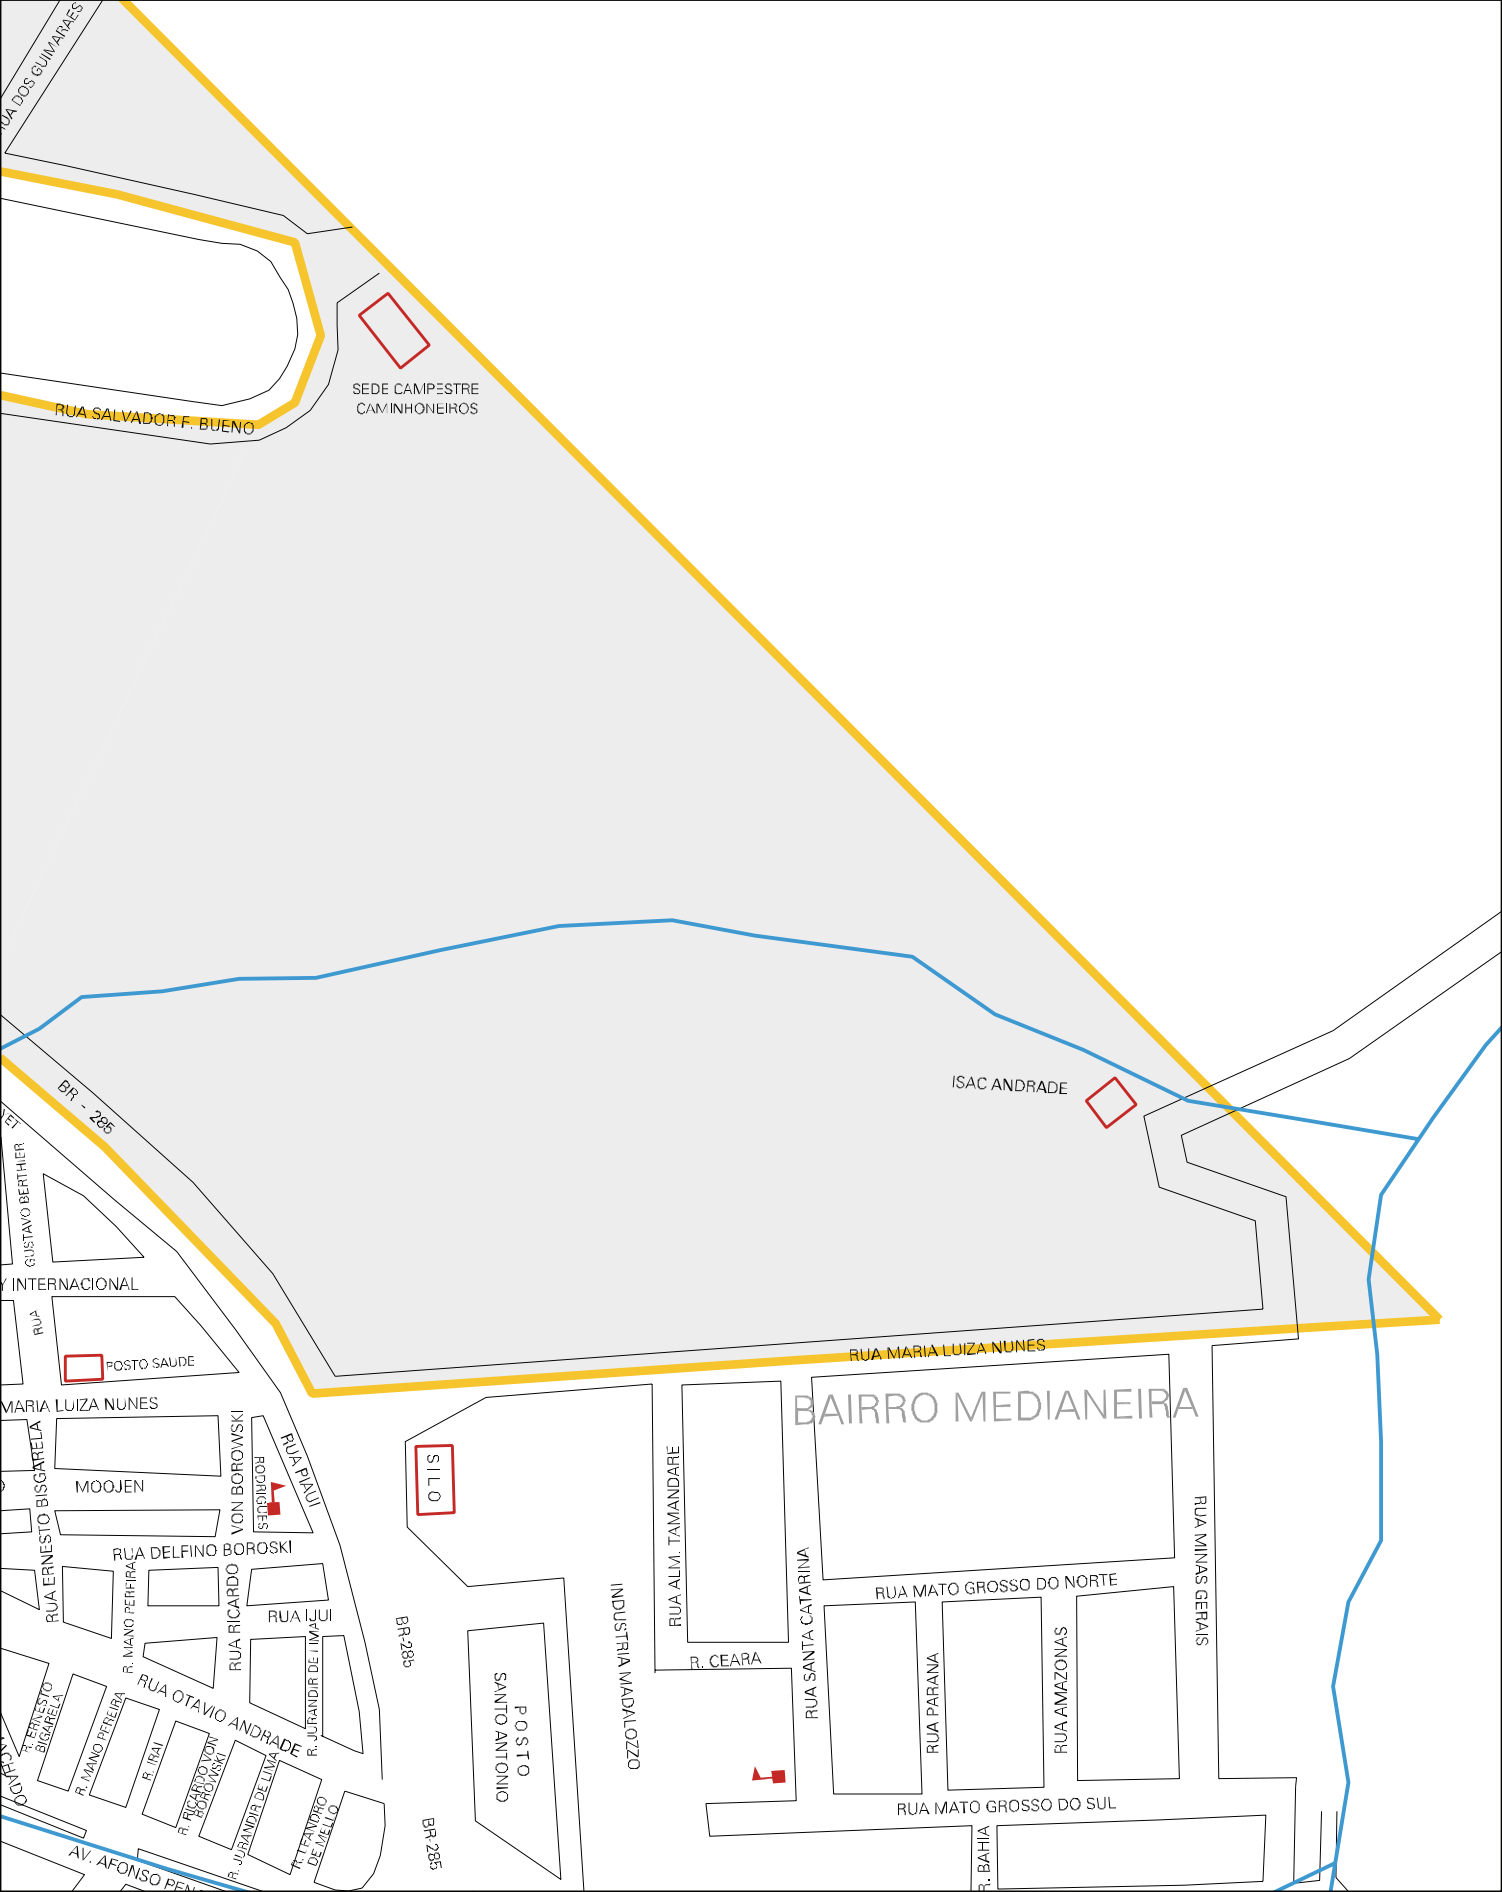 RUA DOS GUIMARAES
SEDE CAMPESTRE
CAMINHONEIROS
RUA SALVADOR F. BUENO
ISAC ANDRADE
BR - 285
GUSTAVO BERTHIER
Y INTERNACIONAL
RUA
POSTO SAUDE
RUA MARIA LUIZA NUNES
BAIRRO MEDIANEIRA
MARIA LUIZA NUNES
RUA ERNESTO BISGARELA
VON BOROWSKI
RUA RICARDO
RODRIGUES
RUA PIAUI
MOOJEN
SILO
RUA DELFINO BOROSKI
R. MANO PEREIRA
RUA IJUI
R. JURANDIR DE LIMA
RUA ALM. TAMANDARE
RUA SANTA CATARINA
RUA MINAS GERAIS
RUA MATO GROSSO DO NORTE
BR-285
INDUSTRIA MADALOZZO
R. CEARA
RUA PARANA
RUA AMAZONAS
POSTO
SANTO ANTONIO
RUA OTAVIO ANDRADE
R. ERNESTO
BIGARELA
R. MANO PEREIRA
R. IRAI
R. RICARDO VON
BOROWSKI
R. JURANDIR DE LIMA
R. LEANDRO
DE MELLO
MACHADO
RUA MATO GROSSO DO SUL
BR-285
R. BAHIA
AV. AFONSO PENA